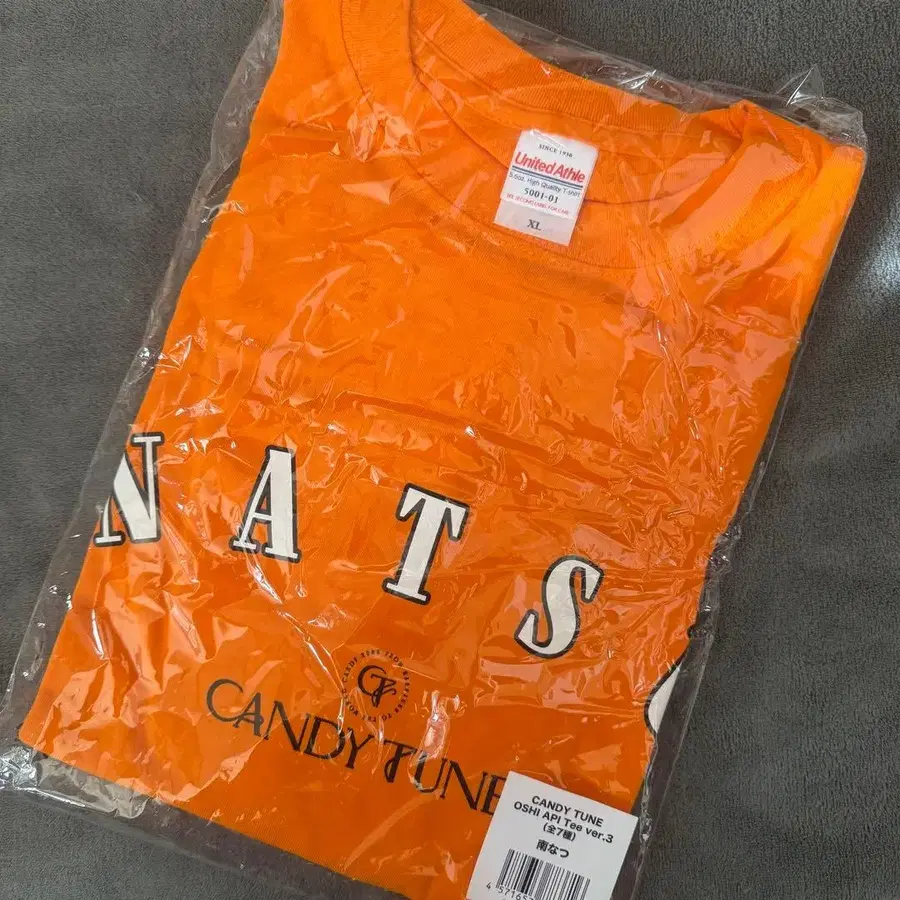 SINCE 1938
United Athle
5.6oz. High Quality T-shirt
5001-01
XL
NATS
CANDY TUNE
CANDY TUNE
OSHI API Tee ver.3
(全7種)
南なつ